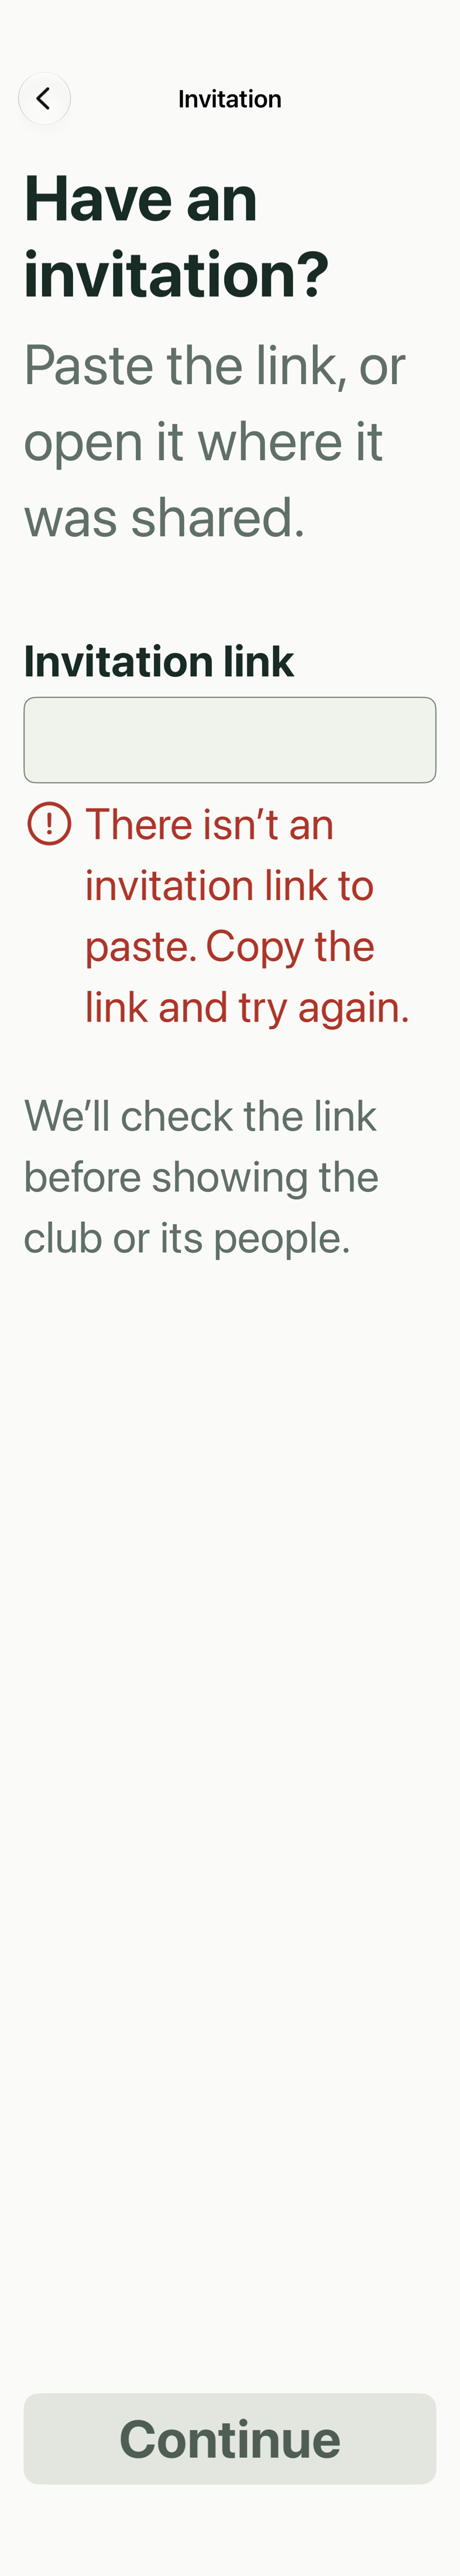 Invitation
Have an
invitation?
Paste the link, or
open it where it
was shared.
Invitation link
There isn’t an
invitation link to
paste. Copy the
link and try again.
We’ll check the link
before showing the
club or its people.
Continue